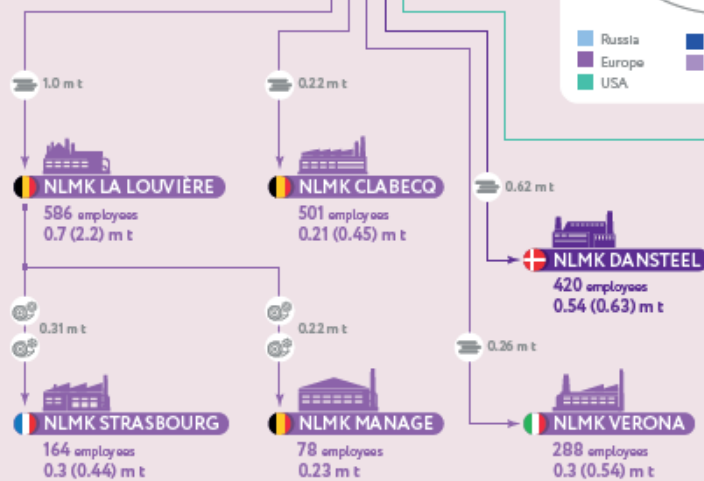 Russia
Europe
USA
1.0 m t
0.22 m t
NLMK LA LOUVIÈRE
586 employees
0.7 (2.2) m t
NLMK CLABECQ
501 employees
0.21 (0.45) m t
0.62 m t
NLMK DANSTEEL
420 employees
0.54 (0.63) m t
0.31 m t
0.22 m t
0.26 m t
NLMK STRASBOURG
164 employees
0.3 (0.44) m t
NLMK MANAGE
78 employees
0.23 m t
NLMK VERONA
288 employees
0.3 (0.54) m t